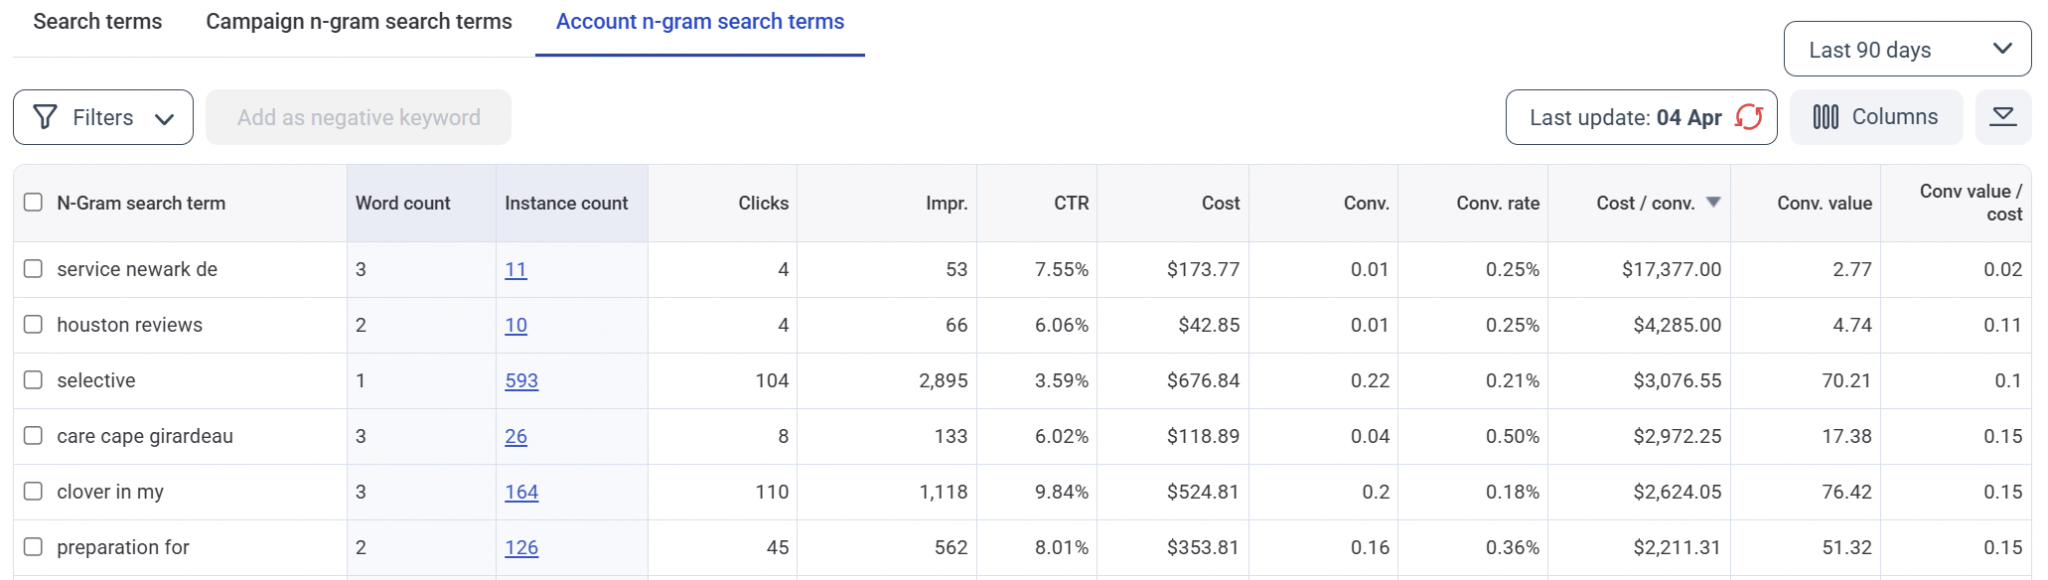 Search terms Campaign n-gram search terms Account n-gram search terms
Last 90 days
Filters Add as negative keyword Last update: 04 Apr Columns
N-Gram search term Word count Instance count Clicks Impr. CTR Cost Conv. Conv. rate Cost / conv. Conv. value Conv value / cost
service newark de 3 11 4 53 7.55% $173.77 0.01 0.25% $17,377.00 2.77 0.02
houston reviews 2 10 4 66 6.06% $42.85 0.01 0.25% $4,285.00 4.74 0.11
selective 1 593 104 2,895 3.59% $676.84 0.22 0.21% $3,076.55 70.21 0.1
care cape girardeau 3 26 8 133 6.02% $118.89 0.04 0.50% $2,972.25 17.38 0.15
clover in my 3 164 110 1,118 9.84% $524.81 0.2 0.18% $2,624.05 76.42 0.15
preparation for 2 126 45 562 8.01% $353.81 0.16 0.36% $2,211.31 51.32 0.15